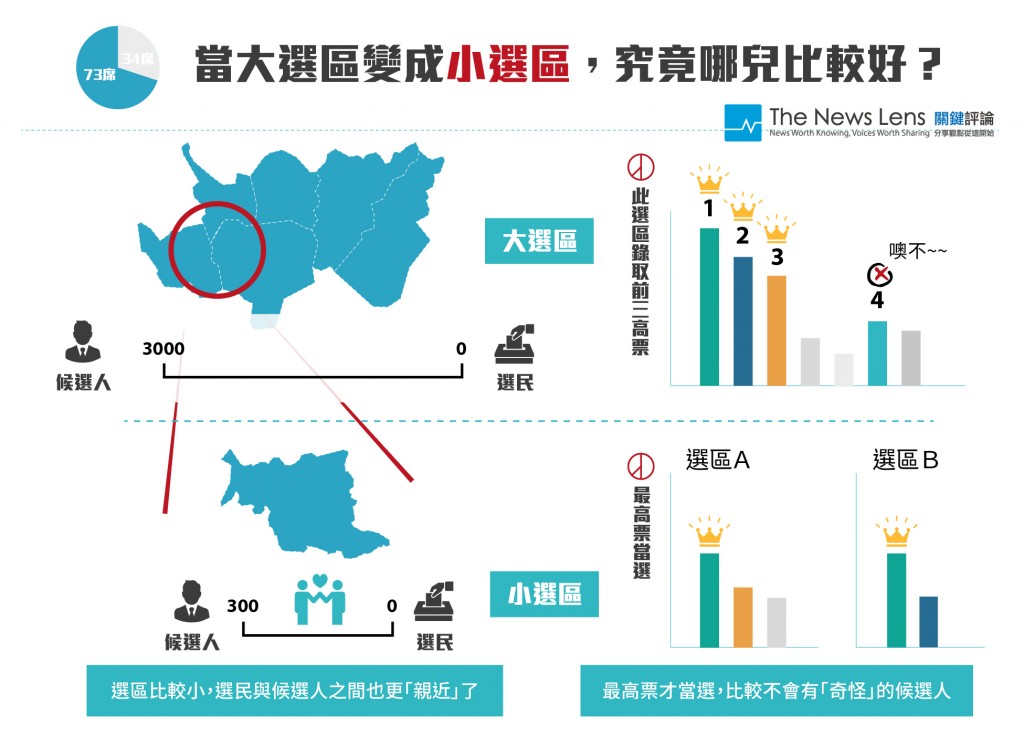 34席
73席
當大選區變成小選區，究竟哪兒比較好？
The News Lens 關鍵評論
News Worth Knowing, Voices Worth Sharing 分享觀點從這開始
大選區
候選人
3000
0
選民
此選區錄取前三高票
1
2
3
噢不~~
4
小選區
候選人
300
0
選民
最高票當選
選區A
選區B
選區比較小，選民與候選人之間也更「親近」了
最高票才當選，比較不會有「奇怪」的候選人